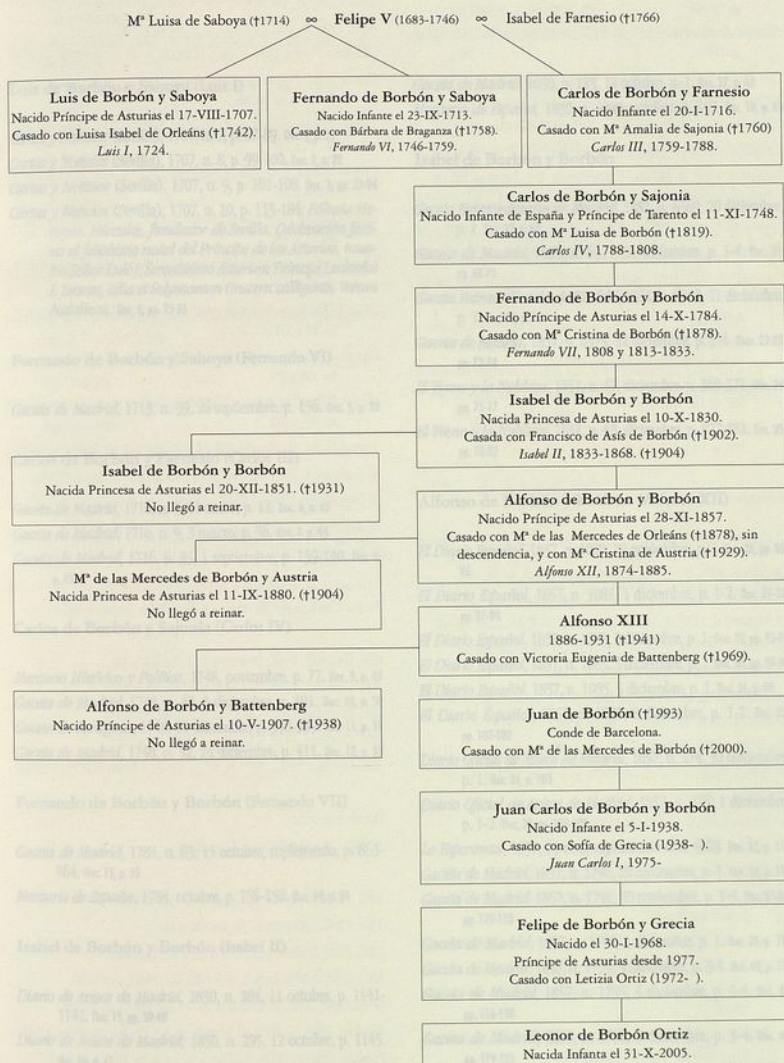 Mª Luisa de Saboya (†1714) ∞ Felipe V (1683-1746) ∞ Isabel de Farnesio (†1766)
Luis de Borbón y Saboya
Nacido Príncipe de Asturias el 17-VIII-1707.
Casado con Luisa Isabel de Orleáns (†1742).
Luis I, 1724.
Fernando de Borbón y Saboya
Nacido Infante el 23-IX-1713.
Casado con Bárbara de Braganza (†1758).
Fernando VI, 1746-1759.
Carlos de Borbón y Farnesio
Nacido Infante el 20-I-1716.
Casado con Mª Amalia de Sajonia (†1760)
Carlos III, 1759-1788.
Carlos de Borbón y Sajonia
Nacido Infante de España y Príncipe de Tarento el 11-XI-1748.
Casado con Mª Luisa de Borbón (†1819).
Carlos IV, 1788-1808.
Fernando de Borbón y Borbón
Nacido Príncipe de Asturias el 14-X-1784.
Casado con Mª Cristina de Borbón (†1878).
Fernando VII, 1808 y 1813-1833.
Isabel de Borbón y Borbón
Nacida Princesa de Asturias el 10-X-1830.
Casada con Francisco de Asís de Borbón (†1902).
Isabel II, 1833-1868. (†1904)
Isabel de Borbón y Borbón
Nacida Princesa de Asturias el 20-XII-1851. (†1931)
No llegó a reinar.
Alfonso de Borbón y Borbón
Nacido Príncipe de Asturias el 28-XI-1857.
Casado con Mª de las Mercedes de Orleáns (†1878), sin
descendencia, y con Mª Cristina de Austria (†1929).
Alfonso XII, 1874-1885.
Mª de las Mercedes de Borbón y Austria
Nacida Princesa de Asturias el 11-IX-1880. (†1904)
No llegó a reinar.
Alfonso XIII
1886-1931 (†1941)
Casado con Victoria Eugenia de Battenberg (†1969).
Alfonso de Borbón y Battenberg
Nacido Príncipe de Asturias el 10-V-1907. (†1938)
No llegó a reinar.
Juan de Borbón (†1993)
Conde de Barcelona.
Casado con Mª de las Mercedes de Borbón (†2000).
Juan Carlos de Borbón y Borbón
Nacido Infante el 5-I-1938.
Casado con Sofía de Grecia (1938- ).
Juan Carlos I, 1975-
Felipe de Borbón y Grecia
Nacido el 30-I-1968.
Príncipe de Asturias desde 1977.
Casado con Letizia Ortiz (1972- ).
Leonor de Borbón Ortiz
Nacida Infanta el 31-X-2005.